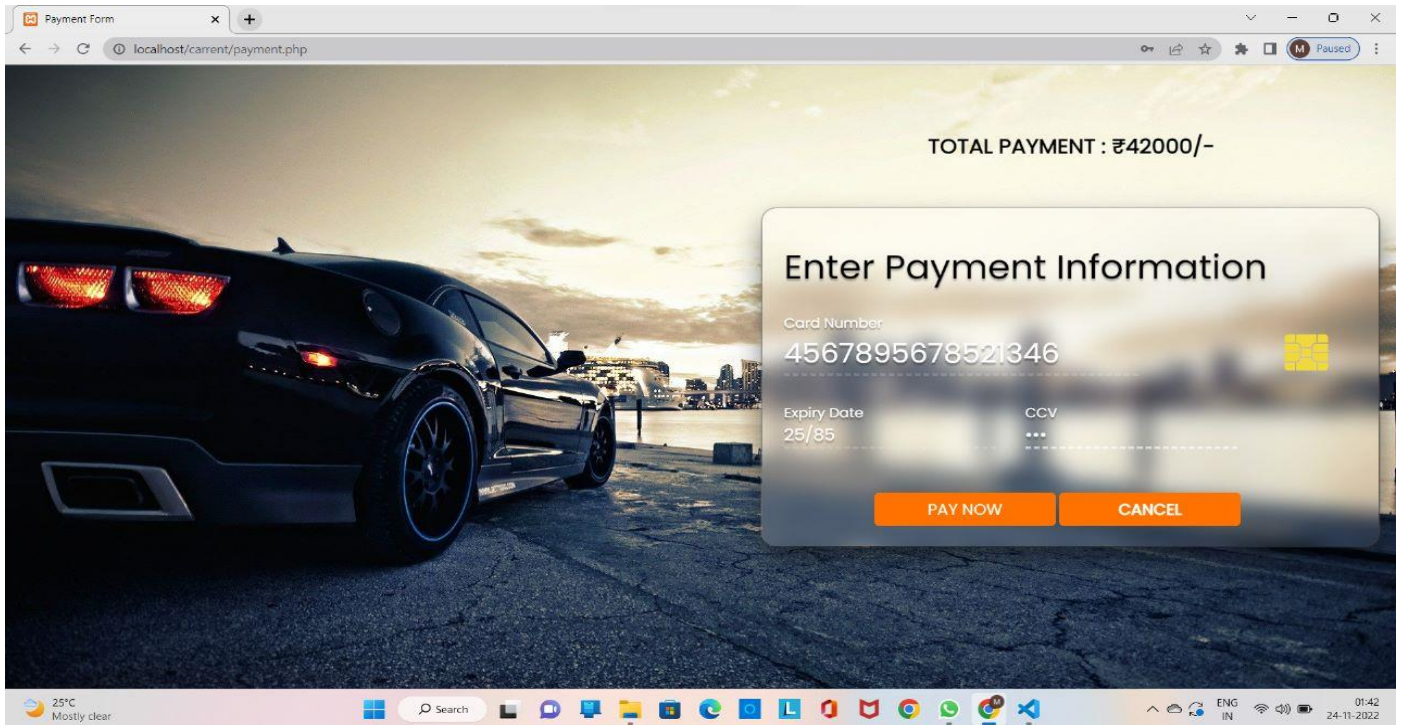 Payment Form
localhost/carrent/payment.php
M
Paused
TOTAL PAYMENT : ₹42000/-
Enter Payment Information
Card Number
4567895678521346
Expiry Date
CCV
25/85
•••
PAY NOW
CANCEL
25°C
Mostly clear
Search
L
M
ENG
IN
01:42
24-11-2022